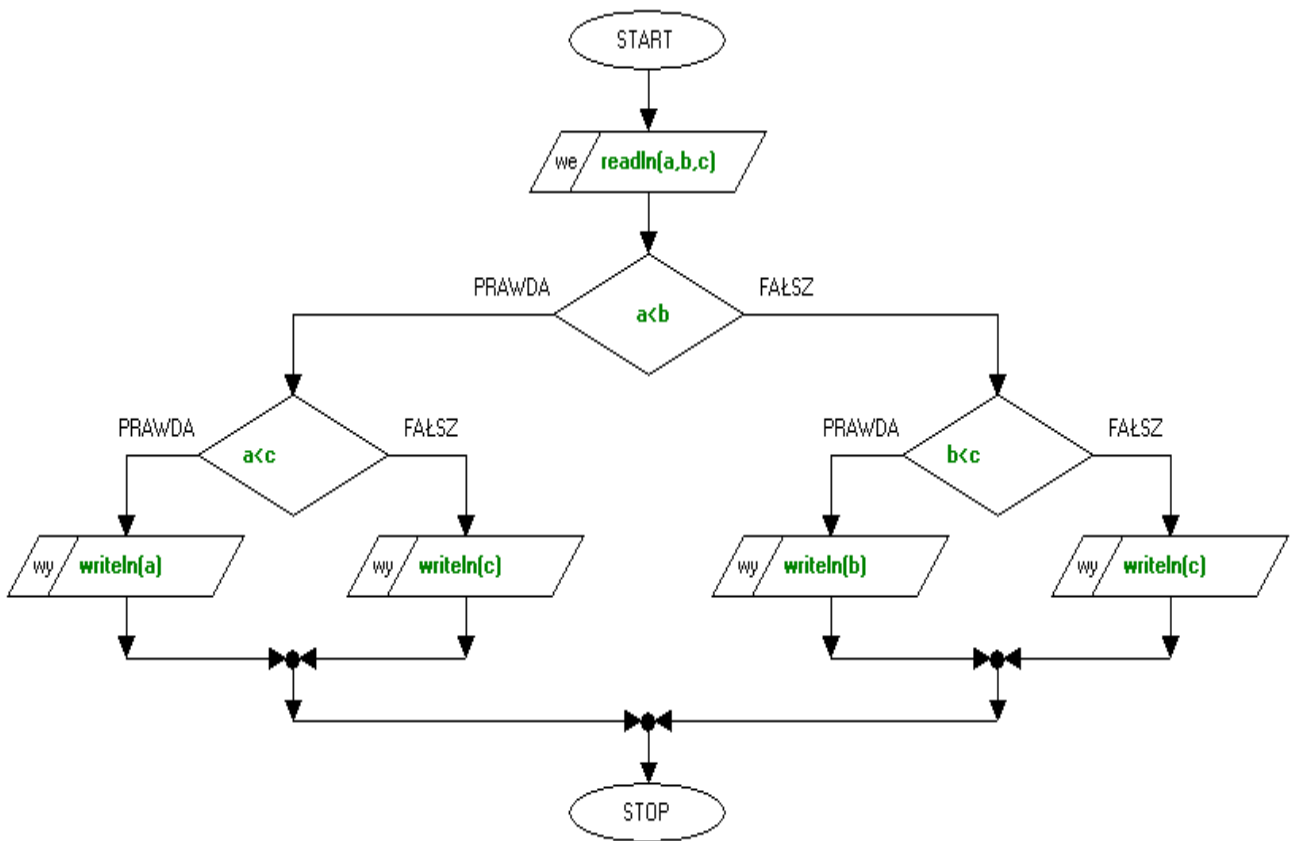 START
we readln(a,b,c)
PRAWDA FAŁSZ
a<b
PRAWDA FAŁSZ PRAWDA FAŁSZ
a<c b<c
wy writeln(a) wy writeln(c) wy writeln(b) wy writeln(c)
STOP